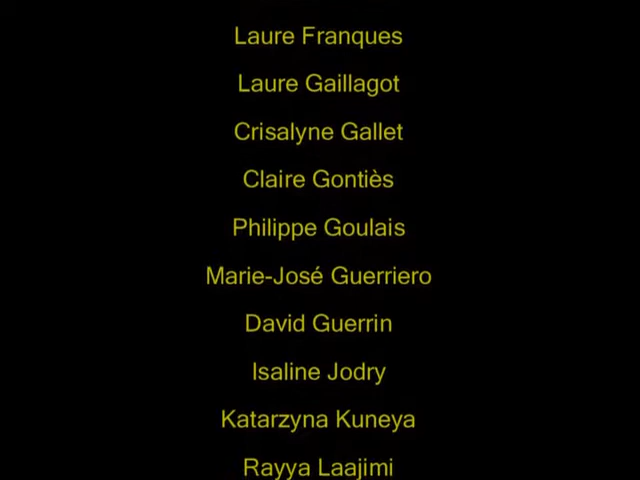 Laure Franques
Laure Gaillagot
Crisalyne Gallet
Claire Gontiès
Philippe Goulais
Marie-José Guerriero
David Guerrin
Isaline Jodry
Katarzyna Kuneya
Rayya Laajimi